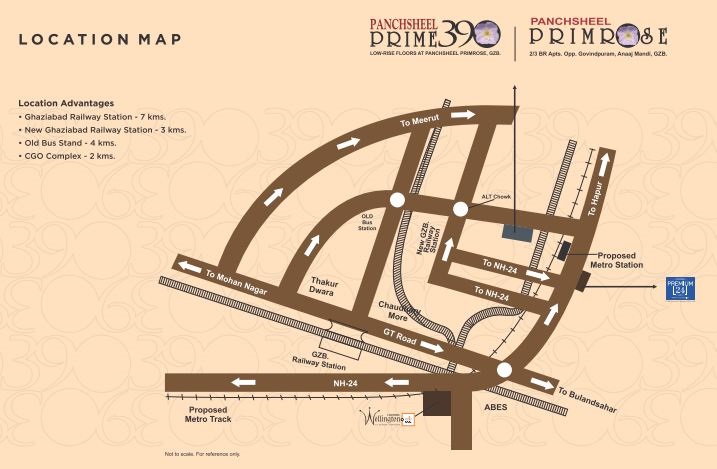 LOCATION MAP
PANCHSHEEL
PRIME 390
LOW-RISE FLOORS AT PANCHSHEEL PRIMROSE, GZB.
PANCHSHEEL
PRIMROSE
2/3 BR Apts. Opp. Govindpuram, Anaaj Mandi, GZB.
Location Advantages
• Ghaziabad Railway Station - 7 kms.
• New Ghaziabad Railway Station - 3 kms.
• Old Bus Stand - 4 kms.
• CGO Complex - 2 kms.
To Meerut
To Hapur
ALT Chowk
OLD
Bus
Station
New GZB.
Railway
Station
Proposed
Metro Station
To NH-24
To NH-24
To Mohan Nagar
Thakur
Dwara
Chaudhary
More
GT Road
PREMIUM
24
GZB.
Railway Station
NH-24
To Bulandsahar
ABES
Proposed
Metro Track
Wellington
Not to scale. For reference only.